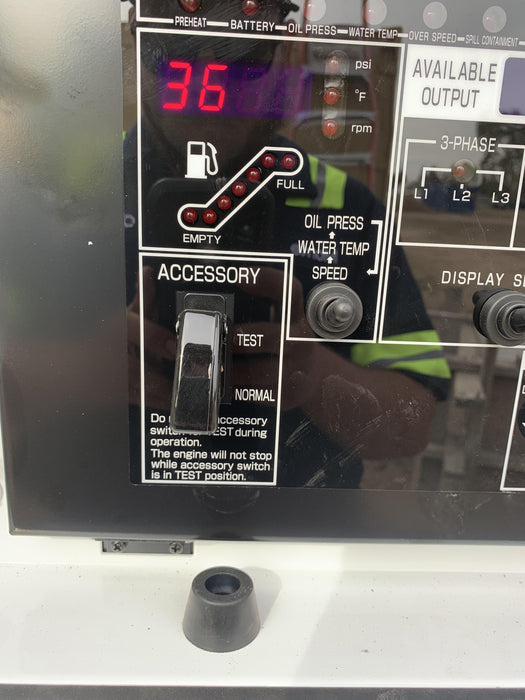 PREHEAT BATTERY OIL PRESS WATER TEMP OVER SPEED SPILL CONTAINMENT
36
psi
°F
rpm
AVAILABLE
OUTPUT
3-PHASE
L1 L2 L3
FULL
EMPTY
OIL PRESS
WATER TEMP
SPEED
DISPLAY
ACCESSORY
TEST
NORMAL
Do accessory
TEST during
operation.
The engine will not stop
while accessory switch
is in TEST position.